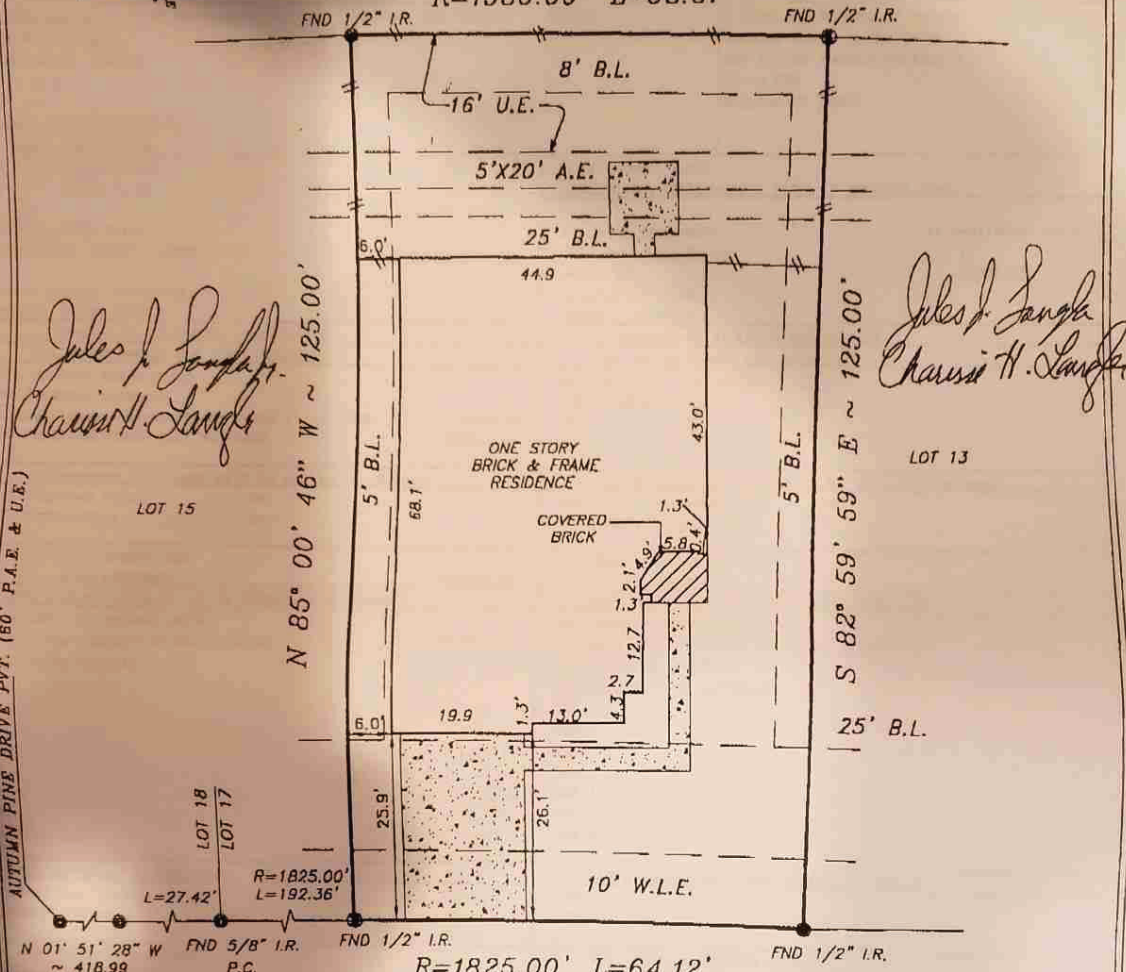 FND 1/2" I.R.
FND 1/2" I.R.
8' B.L.
16' U.E.
5'X20' A.E.
25' B.L.
6.0'
44.9
N 85° 00' 46" W ~ 125.00'
S 82° 59' 59" E ~ 125.00'
43.0'
5' B.L.
5' B.L.
68.1'
ONE STORY
BRICK & FRAME
RESIDENCE
LOT 15
LOT 13
COVERED
BRICK
1.3'
5.8
0.4'
4.9'
2.1'
1.3'
12.7
2.7
4.3'
13.0'
1.3'
19.9
6.0'
25' B.L.
25.9'
26.1'
AUTUMN PINE DRIVE PVT. (60' P.A.E. & U.E.)
LOT 18
LOT 17
R=1825.00'
L=27.42'
L=192.36'
10' W.L.E.
N 01° 51' 28" W
~ 418.99
FND 5/8" I.R.
P.C.
FND 1/2" I.R.
FND 1/2" I.R.
R=1825.00' L=64.12'